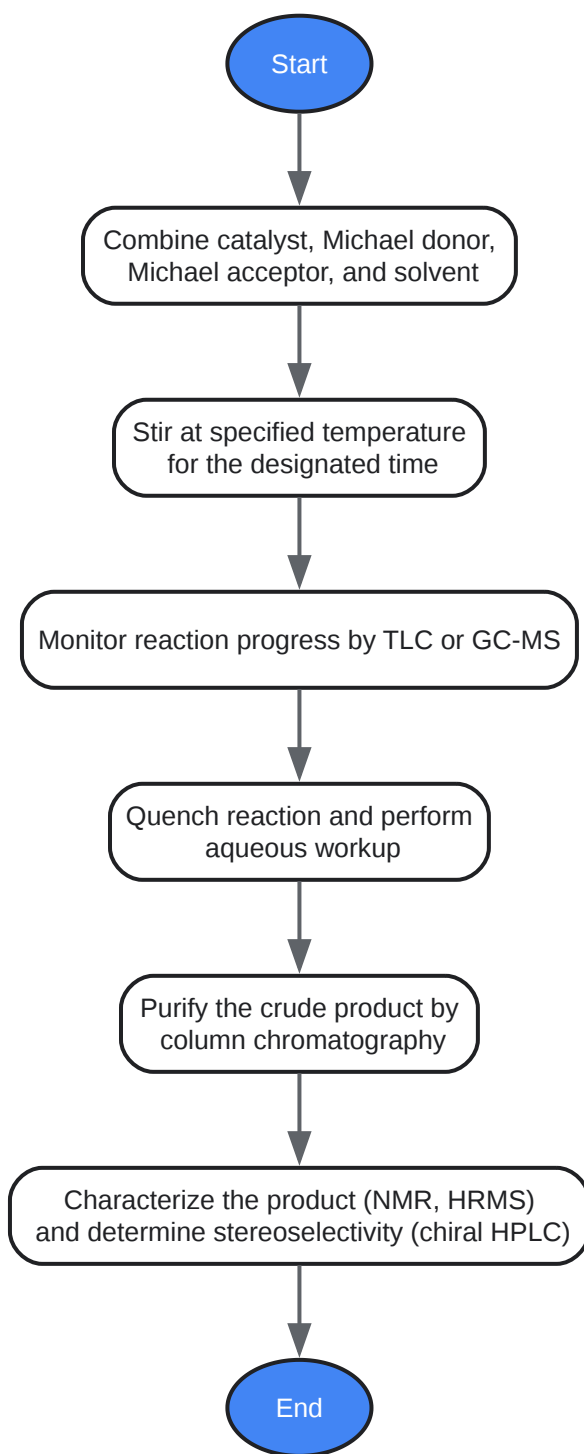 Start
Combine catalyst, Michael donor,
Michael acceptor, and solvent
Stir at specified temperature
for the designated time
Monitor reaction progress by TLC or GC-MS
Quench reaction and perform
aqueous workup
Purify the crude product by
column chromatography
Characterize the product (NMR, HRMS)
and determine stereoselectivity (chiral HPLC)
End